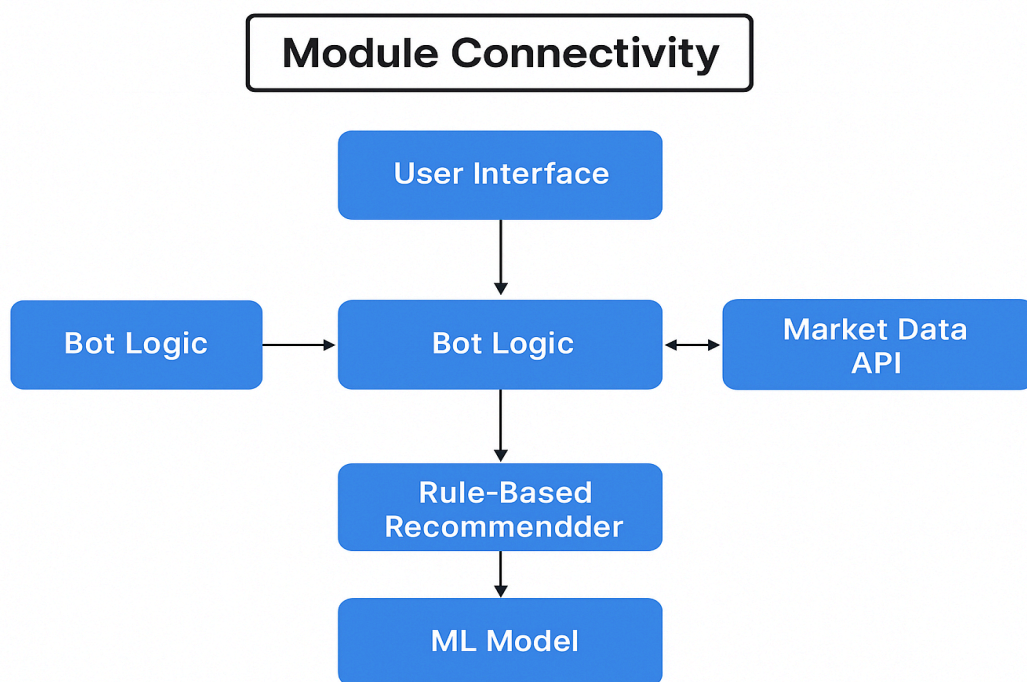 Module Connectivity
User Interface
Bot Logic
Bot Logic
Market Data
API
Rule-Based
Recommendder
ML Model